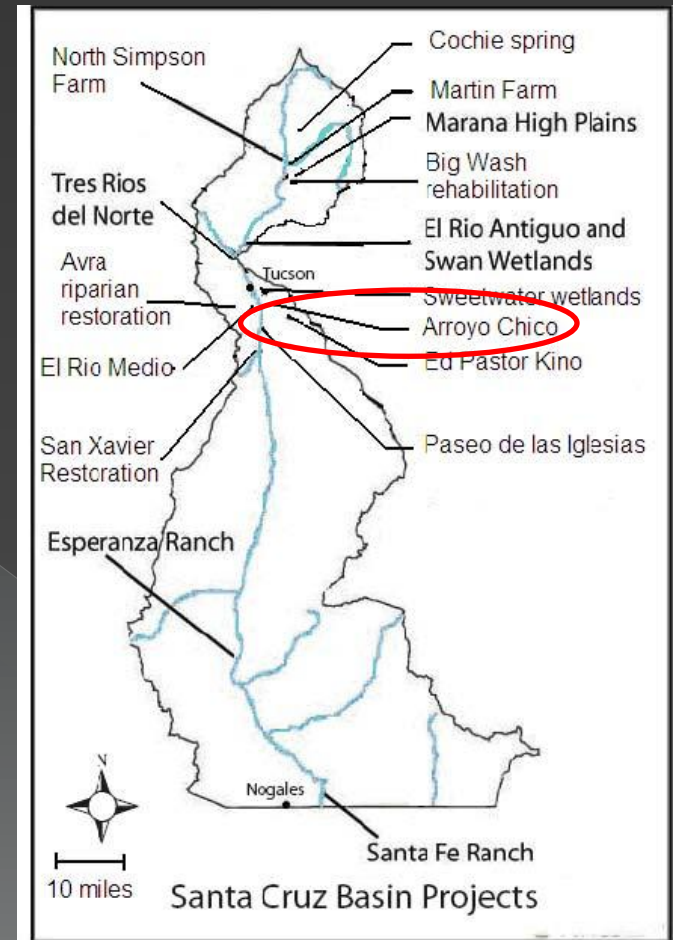 North Simpson
Farm
Cochie spring
Martin Farm
Marana High Plains
Big Wash
rehabilitation
Tres Rios
del Norte
El Rio Antiguo and
Swan Wetlands
Avra
riparian
restoration
Tucson
Sweetwater wetlands
Arroyo Chico
El Rio Medio
Ed Pastor Kino
San Xavier
Restoration
Paseo de las Iglesias
Esperanza Ranch
N
Nogales
Santa Fe Ranch
10 miles
Santa Cruz Basin Projects